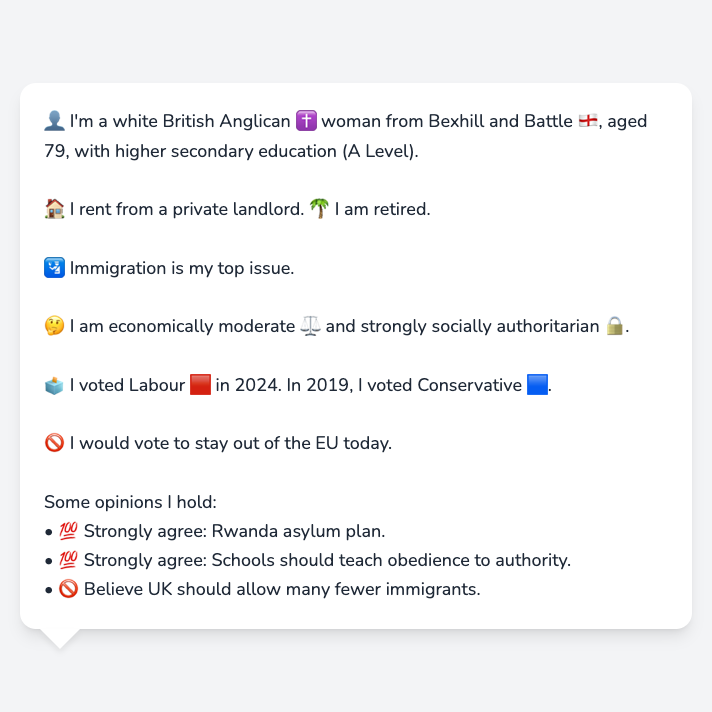 👤 I'm a white British Anglican ✝️ woman from Bexhill and Battle 🏴󠁧󠁢󠁥󠁮󠁧󠁿, aged
79, with higher secondary education (A Level).
🏠 I rent from a private landlord. 🌴 I am retired.
🛂 Immigration is my top issue.
🤔 I am economically moderate ⚖️ and strongly socially authoritarian 🔒.
🗳️ I voted Labour 🟥 in 2024. In 2019, I voted Conservative 🟦.
🚫 I would vote to stay out of the EU today.
Some opinions I hold:
• 💯 Strongly agree: Rwanda asylum plan.
• 💯 Strongly agree: Schools should teach obedience to authority.
• 🚫 Believe UK should allow many fewer immigrants.